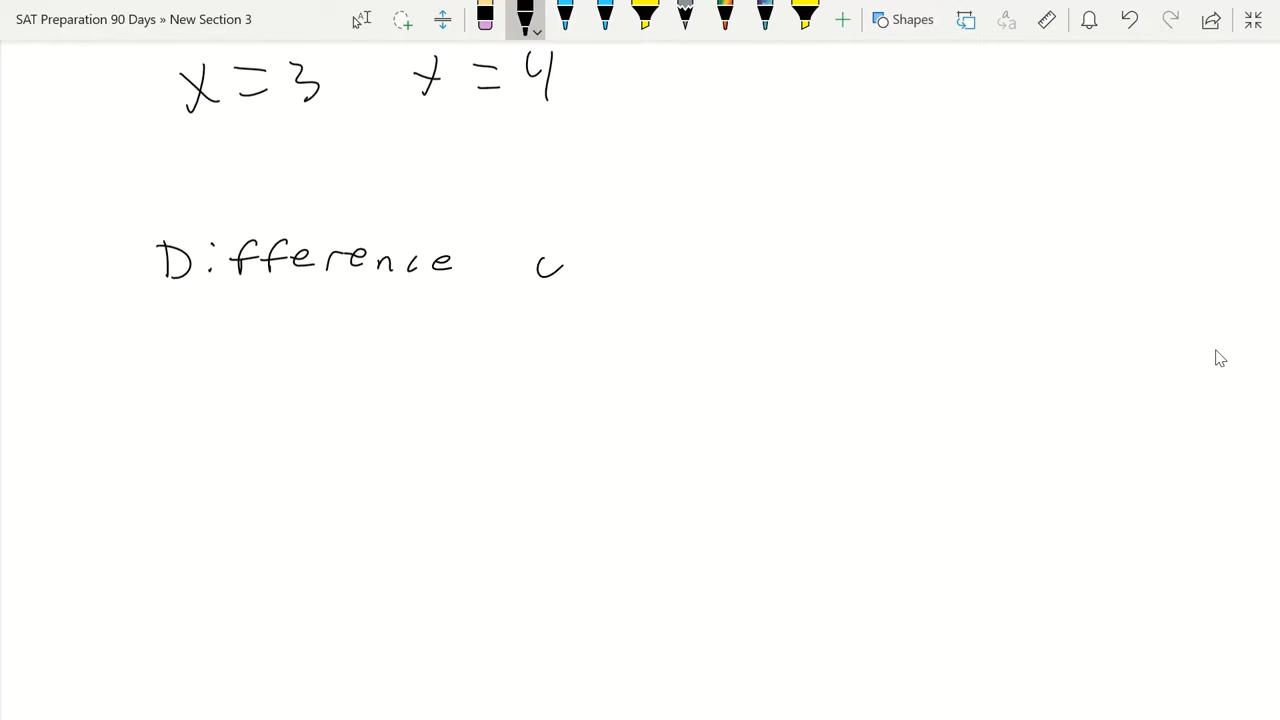 SAT Preparation 90 Days » New Section 3
Shapes
x = 3 x = 4
Difference